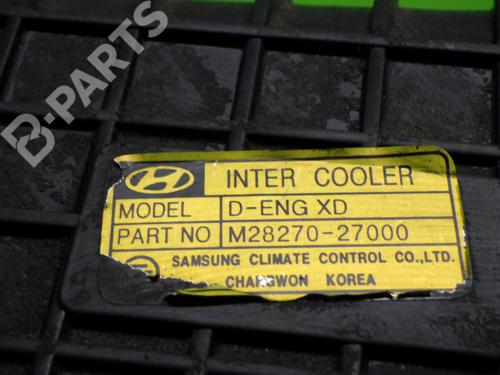 B-PARTS
INTER COOLER
MODEL D-ENG XD
PART NO M28270-27000
SAMSUNG CLIMATE CONTROL CO.,LTD.
CHANGWON KOREA